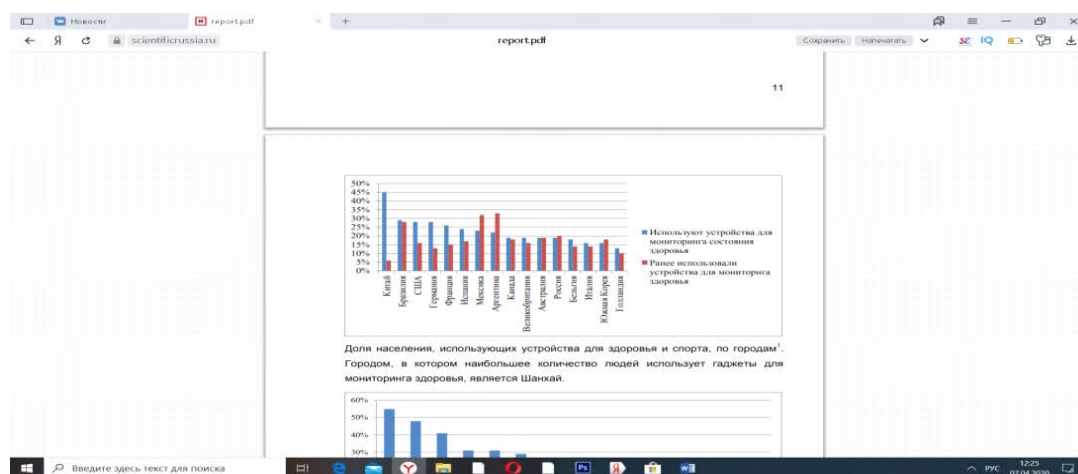 Новости
report.pdf
scientificrussia.ru
report.pdf
Сохранить
Напечатать
11
50%
45%
40%
35%
30%
25%
20%
15%
10%
5%
0%
Китай
Бразилия
США
Германия
Франция
Испания
Мексика
Аргентина
Канада
Великобритания
Австралия
Россия
Бельгия
Италия
Южная Корея
Голландия
Используют устройства для
мониторинга состояния
здоровья
Ранее использовали
устройства для мониторига
здоровья
Доля населения, использующих устройства для здоровья и спорта, по городам¹.
Городом, в котором наибольшее количество людей использует гаджеты для
мониторинга здоровья, является Шанхай.
60%
50%
40%
30%
Введите здесь текст для поиска
РУС
12:25
07.04.2020